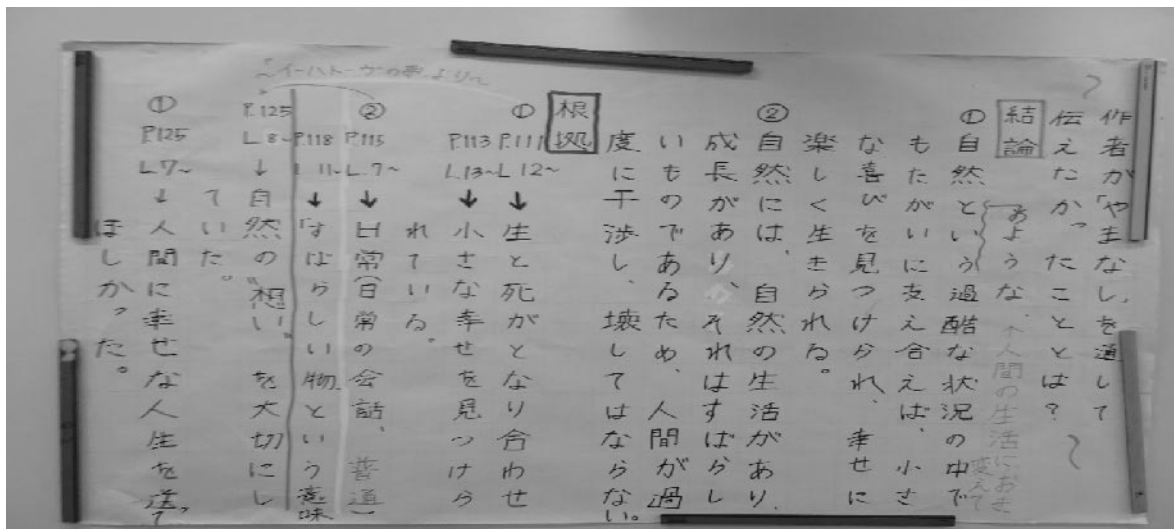 作者が「やまなし」を通して
伝えたかったことは?
結論
①自然という過酷な状況の中で
のような
人間の生活におき
変えて
もたがいに支え合えば、小さ
な喜びを見つけられ、幸せに
楽しく生きられる。
②自然には、自然の生活があり、
成長があり、それはすばらし
いものであるため、人間が過
度に干渉し、壊してはならない。
根拠
①P.111 L.12~↓生と死がとなり合わせ
P.113 L.13~↓小さな幸せを見つけら
れている。
②P.115 L.7~↓日常(日常の会話、普通)
P.118 L.11~↓「すばらしい物」という意味
~イーハトーヴの夢、より~
P.125 L.8~↓自然の“想い”を大切にし
ていた。
①P.125 L.7~↓人間に幸せな人生を送って
ほしかった。